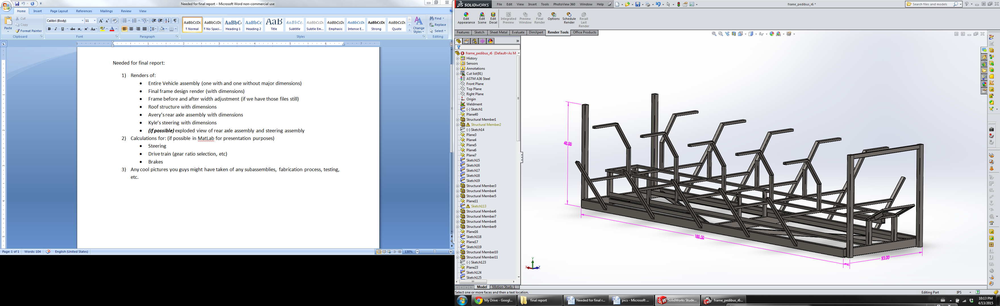 Needed for final report - Microsoft Word non-commercial use
Home Insert Page Layout References Mailings Review View
Paste
Cut
Copy
Format Painter
Clipboard
Calibri (Body) 11
Font
Paragraph
AaBbCcDc AaBbCcDc AaBbC AaBbCc AaB AaBbCc. AaBbCcDc AaBbCcDc AaBbCcDc AaBbCcDc AaBbCcDc
¶ Normal ¶ No Spaci... Heading 1 Heading 2 Title Subtitle Subtle Em... Emphasis Intense E... Strong Quote
Change Styles
Styles
Find
Replace
Select
Editing
Needed for final report:
1) Renders of:
• Entire Vehicle assembly (one with and one without major dimensions)
• Final frame design render (with dimensions)
• Frame before and after width adjustment (if we have those files still)
• Roof structure with dimensions
• Avery's rear axle assembly with dimensions
• Kyle's steering with dimensions
• (if possible) exploded view of rear axle assembly and steering assembly
2) Calculations for: (if possible in MatLab for presentation purposes)
• Steering
• Drive train (gear ratio selection, etc)
• Brakes
3) Any cool pictures you guys might have taken of any subassemblies, fabrication process, testing,
etc.
Page: 1 of 1 Words: 104 English (United States) 130%
SOLIDWORKS File Edit View Insert Tools PhotoView 360 Window Help frame_pedibus_r6 * Search files and models
Edit Appearance
Edit Scene
Edit Decal
Integrated Preview
Preview Window
Final Render
Options
Schedule Render
Recall Last Render
Features Sketch Sheet Metal Evaluate DimXpert Render Tools Office Products
frame_pedibus_r6 (Default<As M
History
Sensors
Annotations
Cut list(91)
ASTM A36 Steel
Front Plane
Top Plane
Right Plane
Origin
Weldment
(-) Sketch1
Plane40
Structural Member1
Structural Member2
(-) Sketch14
Plane3
Plane4
Plane5
Plane6
Plane7
Sketch15
Sketch16
Sketch17
Sketch18
Sketch19
Structural Member3
Structural Member4
Structural Member5
Plane11
Sketch113
Structural Member6
Structural Member7
Structural Member8
Structural Member9
Plane16
Sketch118
Plane17
Sketch119
Structural Member10
Structural Member11
(-) Sketch123
Plane23
Sketch124
Sketch125
48.00
180.50
50.00
Y
X
Z
Model Motion Study 1
Select one or more faces and then a text location.
Editing Part IPS
My Drive - Googl... final report Needed for final r... pics - Microsoft ... SolidWorks Stude... frame_pedibus_r6...
10:13 PM
4/13/2015